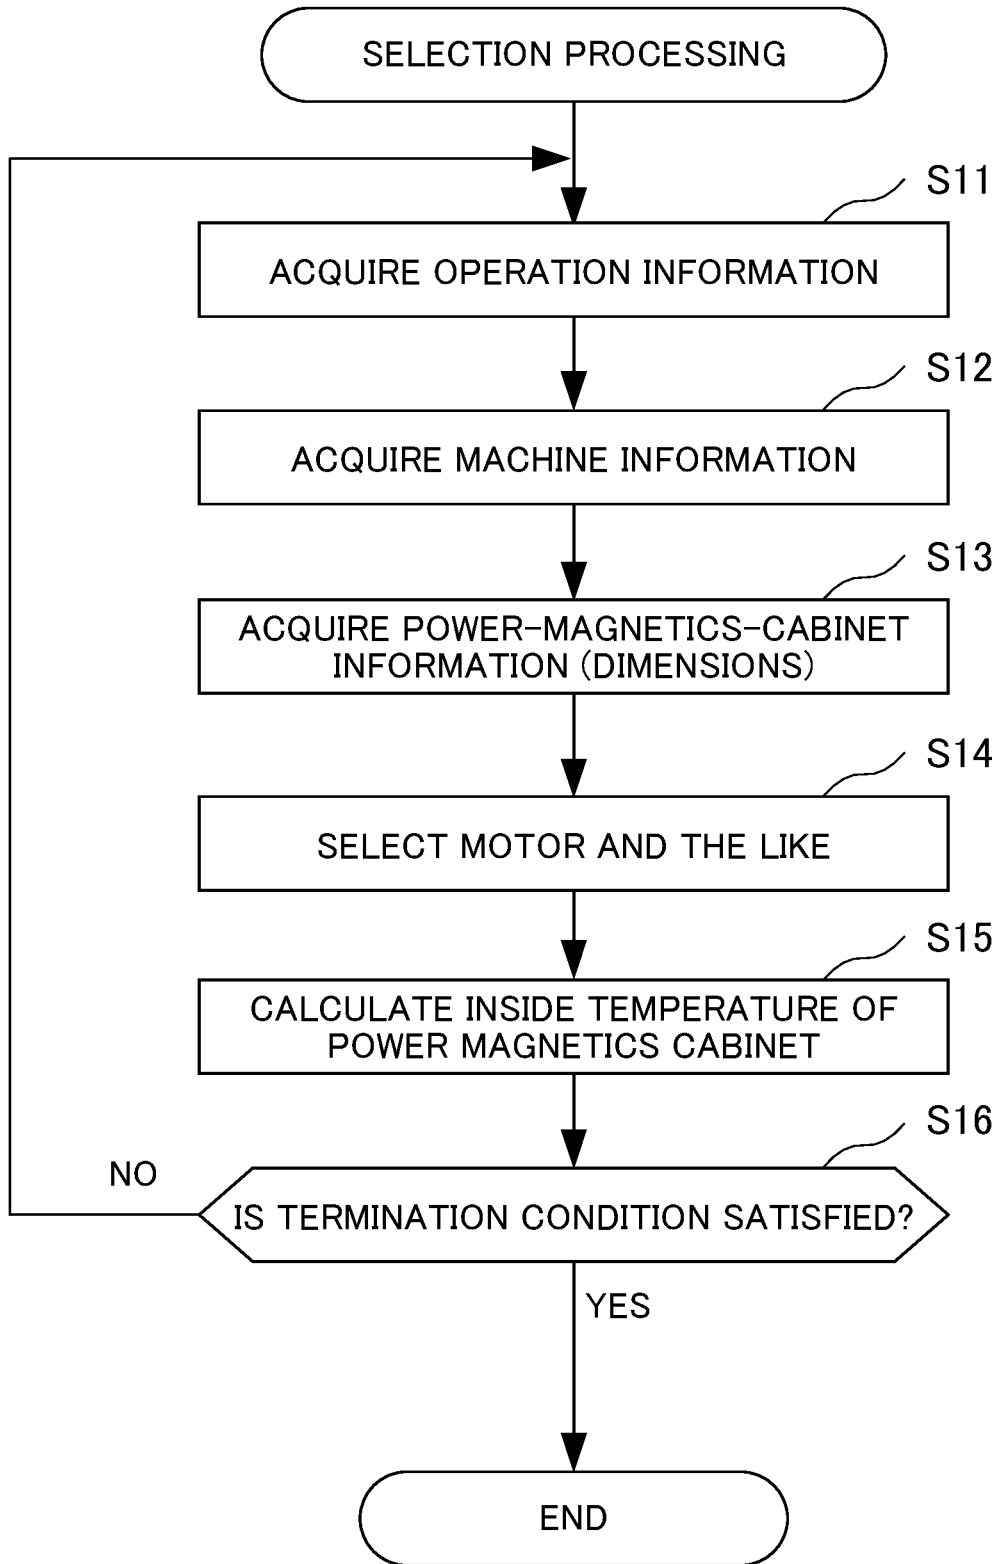 SELECTION PROCESSING
S11
ACQUIRE OPERATION INFORMATION
S12
ACQUIRE MACHINE INFORMATION
S13
ACQUIRE POWER-MAGNETICS-CABINET
INFORMATION (DIMENSIONS)
S14
SELECT MOTOR AND THE LIKE
S15
CALCULATE INSIDE TEMPERATURE OF
POWER MAGNETICS CABINET
S16
NO
IS TERMINATION CONDITION SATISFIED?
YES
END